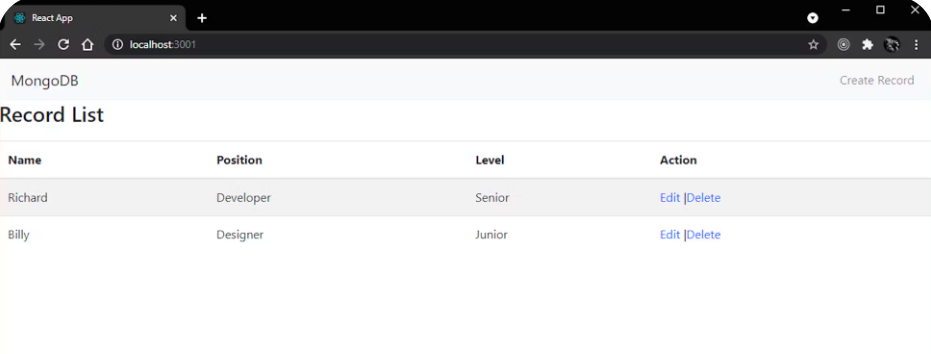 React App
localhost:3001
MongoDB Create Record
Record List
Name Position Level Action
Richard Developer Senior Edit |Delete
Billy Designer Junior Edit |Delete